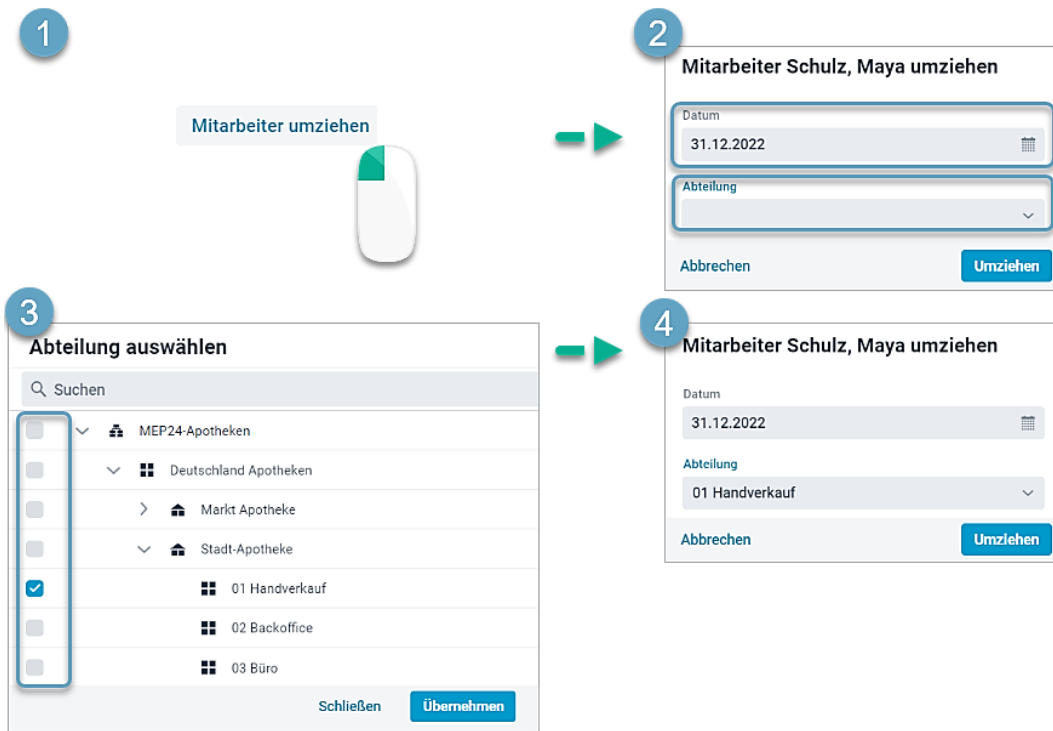 1
Mitarbeiter umziehen
2
Mitarbeiter Schulz, Maya umziehen
Datum
31.12.2022
Abteilung
Abbrechen
Umziehen
3
Abteilung auswählen
Suchen
MEP24-Apotheken
Deutschland Apotheken
Markt Apotheke
Stadt-Apotheke
01 Handverkauf
02 Backoffice
03 Büro
Schließen
Übernehmen
4
Mitarbeiter Schulz, Maya umziehen
Datum
31.12.2022
Abteilung
01 Handverkauf
Abbrechen
Umziehen